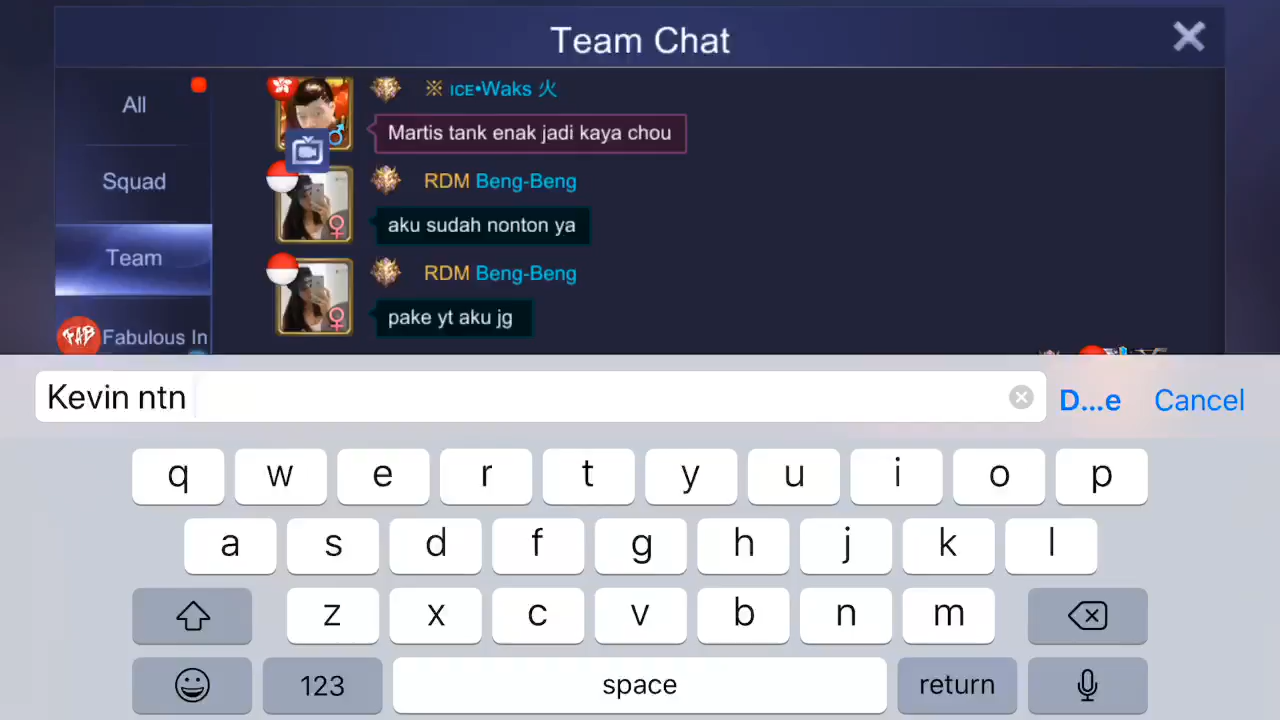 Team Chat
All
Squad
Team
Fabulous In
※ ICE•Waks 火
Martis tank enak jadi kaya chou
RDM Beng-Beng
aku sudah nonton ya
RDM Beng-Beng
pake yt aku jg
Kevin ntn
D...e
Cancel
q w e r t y u i o p
a s d f g h j k l
z x c v b n m
123
space
return